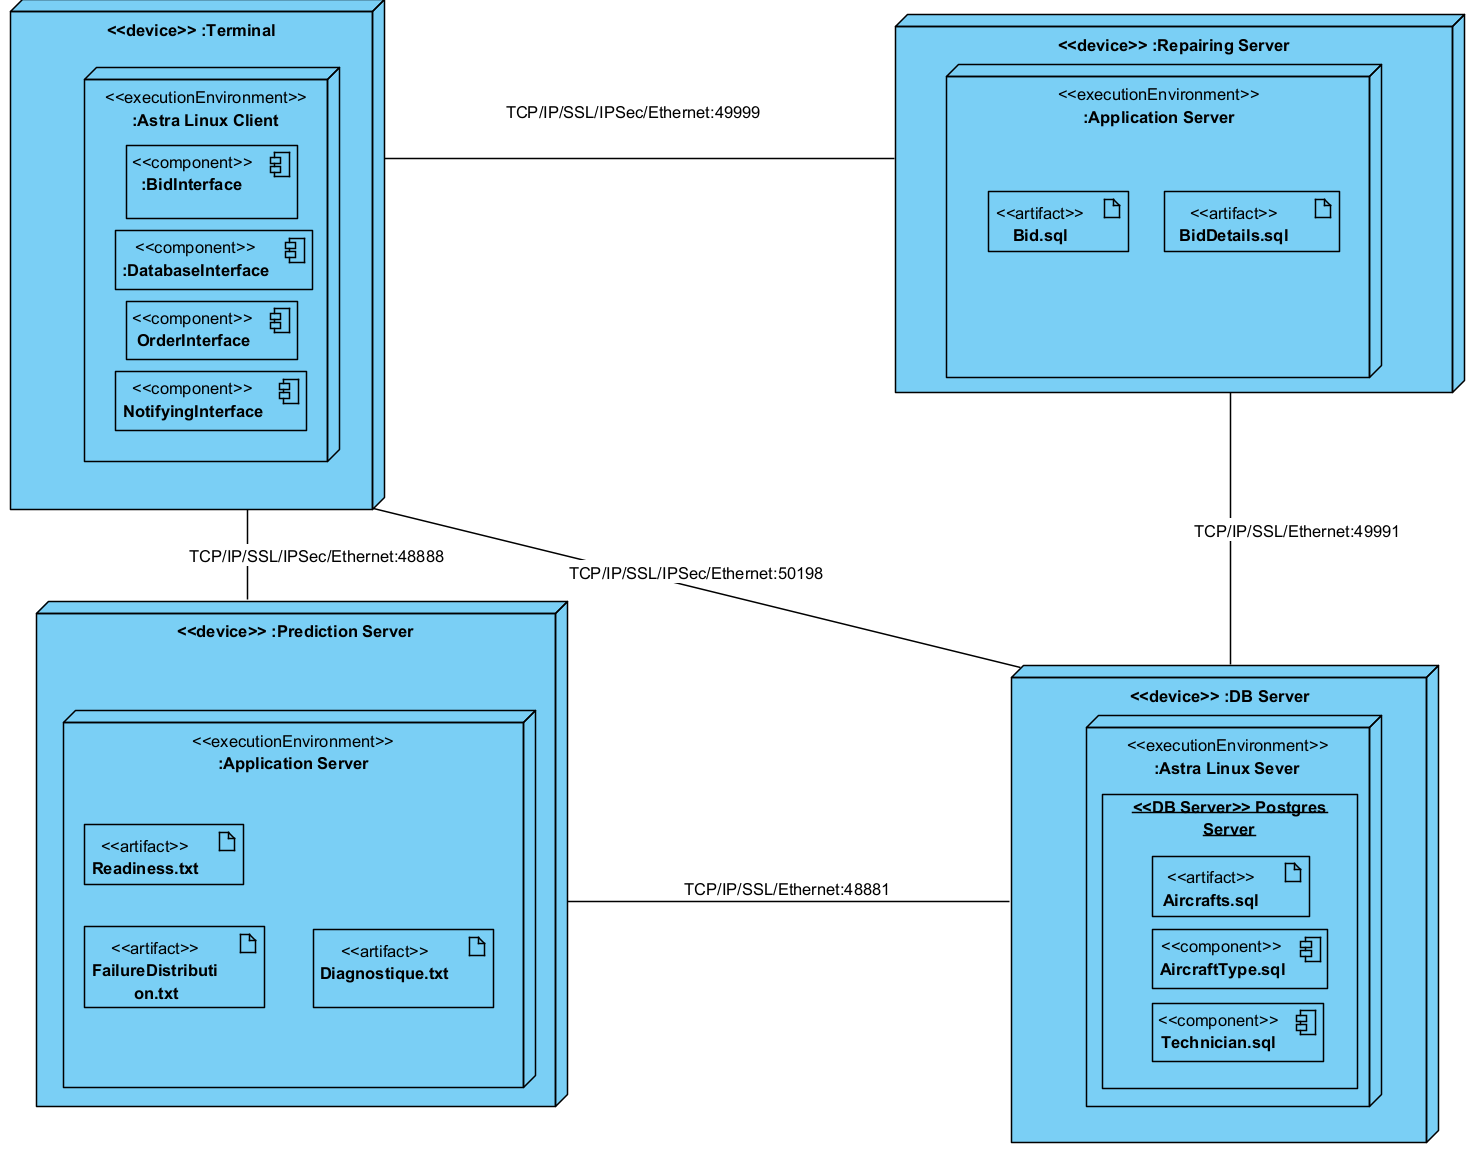 <<device>> :Terminal
<<executionEnvironment>>
:Astra Linux Client
<<component>>
:BidInterface
<<component>>
:DatabaseInterface
<<component>>
OrderInterface
<<component>>
NotifyingInterface
TCP/IP/SSL/IPSec/Ethernet:49999
<<device>> :Repairing Server
<<executionEnvironment>>
:Application Server
<<artifact>>
Bid.sql
<<artifact>>
BidDetails.sql
TCP/IP/SSL/IPSec/Ethernet:48888
TCP/IP/SSL/IPSec/Ethernet:50198
TCP/IP/SSL/Ethernet:49991
<<device>> :Prediction Server
<<executionEnvironment>>
:Application Server
<<artifact>>
Readiness.txt
<<artifact>>
FailureDistributi
on.txt
<<artifact>>
Diagnostique.txt
TCP/IP/SSL/Ethernet:48881
<<device>> :DB Server
<<executionEnvironment>>
:Astra Linux Sever
<<DB Server>> Postgres
Server
<<artifact>>
Aircrafts.sql
<<component>>
AircraftType.sql
<<component>>
Technician.sql